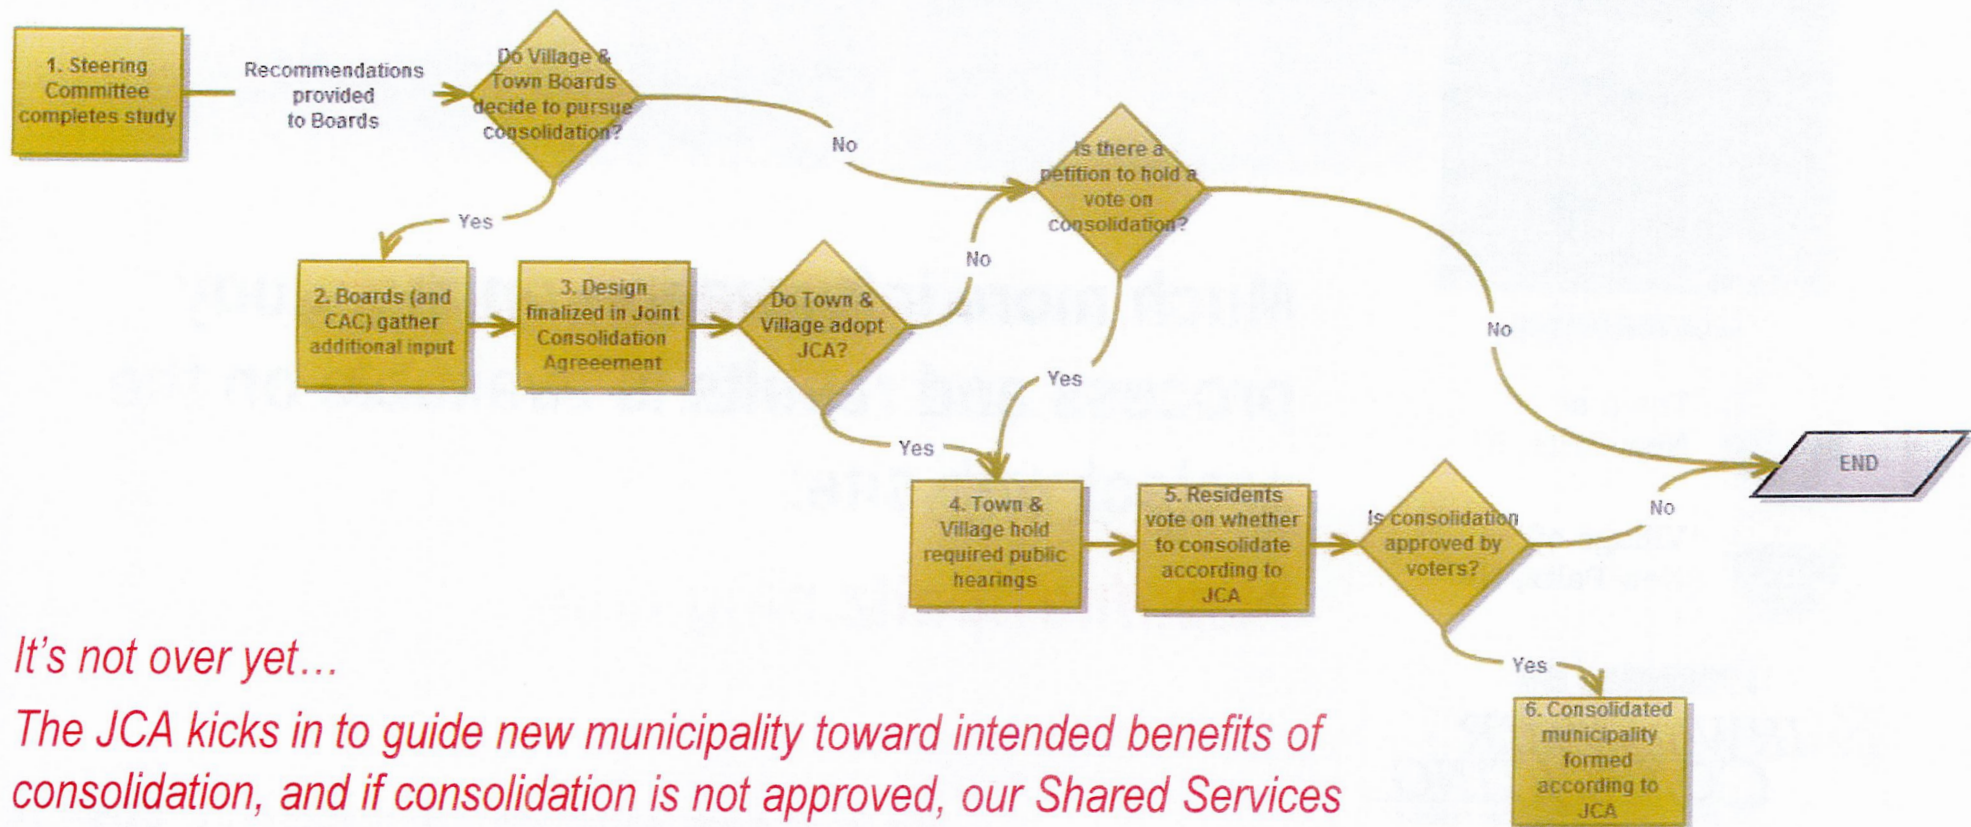 1. Steering
Committee
completes study
Recommendations
provided
to Boards
Do Village &
Town Boards
decide to pursue
consolidation?
No
Yes
Is there a
petition to hold a
vote on
consolidation?
No
Yes
2. Boards (and
CAC) gather
additional input
3. Design
finalized in Joint
Consolidation
Agreeement
Do Town &
Village adopt
JCA?
No
Yes
4. Town &
Village hold
required public
hearings
5. Residents
vote on whether
to consolidate
according to
JCA
Is consolidation
approved by
voters?
No
END
Yes
6. Consolidated
municipality
formed
according to
JCA
It's not over yet...
The JCA kicks in to guide new municipality toward intended benefits of
consolidation, and if consolidation is not approved, our Shared Services